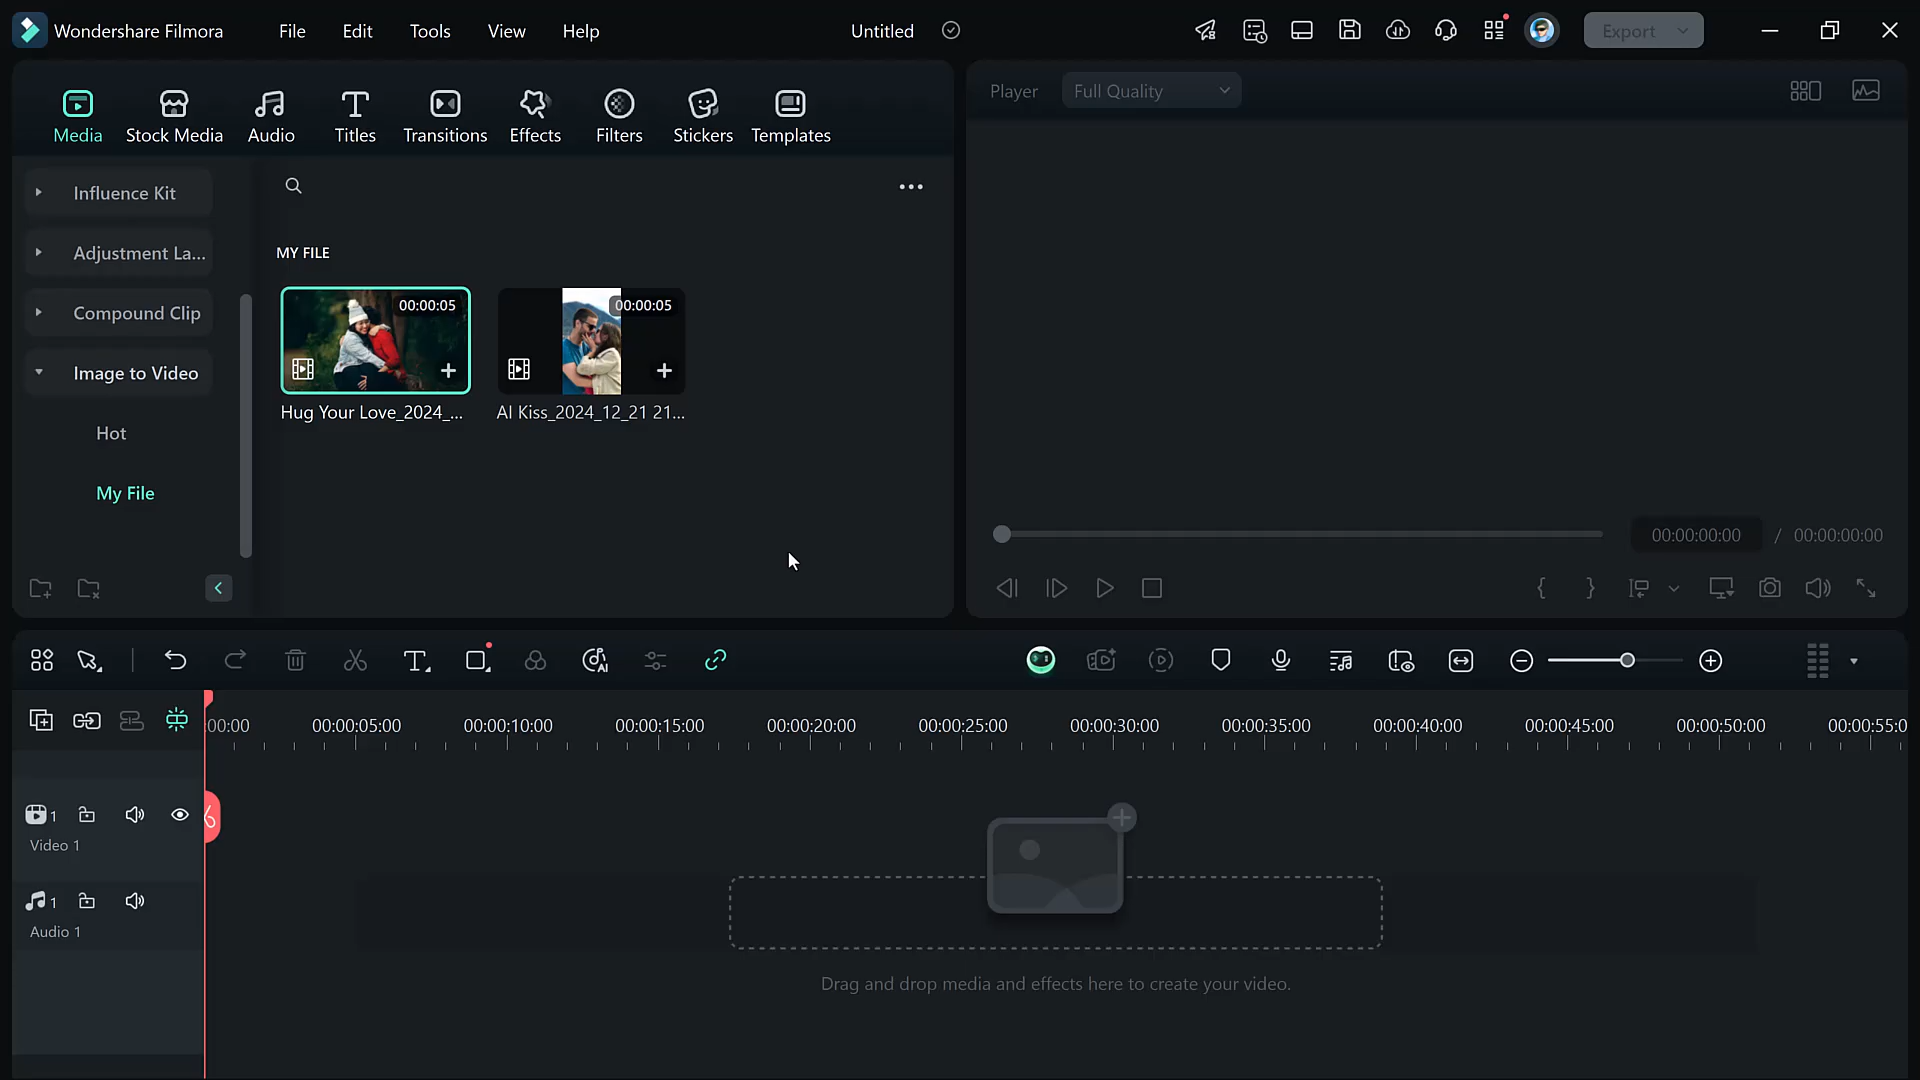 Wondershare Filmora
File
Edit
Tools
View
Help
Untitled
Export
Media
Stock Media
Audio
Titles
Transitions
Effects
Filters
Stickers
Templates
Player
Full Quality
Influence Kit
Adjustment La...
Compound Clip
Image to Video
Hot
My File
MY FILE
00:00:05
00:00:05
Hug Your Love_2024_...
AI Kiss_2024_12_21 21...
00:00:00:00 / 00:00:00:00
:00:00
00:00:05:00
00:00:10:00
00:00:15:00
00:00:20:00
00:00:25:00
00:00:30:00
00:00:35:00
00:00:40:00
00:00:45:00
00:00:50:00
00:00:55:0
1
Video 1
1
Audio 1
Drag and drop media and effects here to create your video.